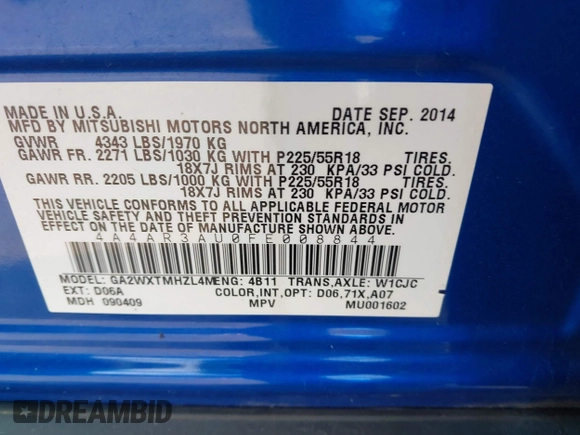 MADE IN U.S.A. DATE SEP. 2014
MFD BY MITSUBISHI MOTORS NORTH AMERICA, INC.
GVWR 4343 LBS/1970 KG
GAWR FR. 2271 LBS/1030 KG WITH P225/55R18 TIRES,
18X7J RIMS AT 230 KPA/33 PSI COLD.
GAWR RR. 2205 LBS/1000 KG WITH P225/55R18 TIRES,
18X7J RIMS AT 230 KPA/33 PSI COLD.
THIS VEHICLE CONFORMS TO ALL APPLICABLE FEDERAL MOTOR
VEHICLE SAFETY AND THEFT PREVENTION STANDARDS IN
EFFECT ON THE DATE OF MANUFACTURE SHOWN ABOVE.
4A4AR3AU0FE008844
MODEL: GA2WXTMHZL4M ENG: 4B11 TRANS,AXLE: W1CJC
EXT: D06A COLOR,INT,OPT: D06,71X,A07
MDH 090409 MPV MU001602
DREAMBID